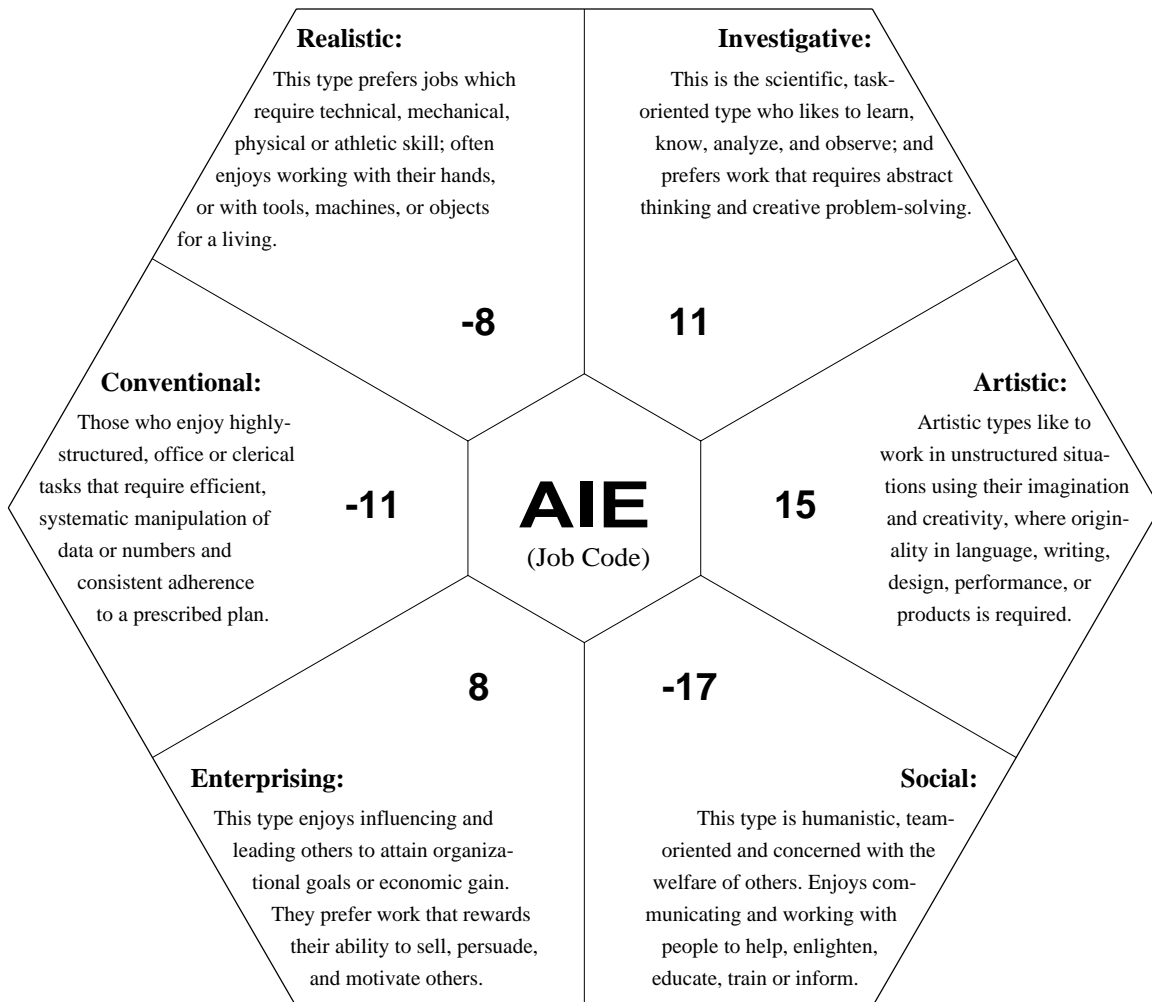 Realistic:
This type prefers jobs which
require technical, mechanical,
physical or athletic skill; often
enjoys working with their hands,
or with tools, machines, or objects
for a living.
-8
Investigative:
This is the scientific, task-
oriented type who likes to learn,
know, analyze, and observe; and
prefers work that requires abstract
thinking and creative problem-solving.
11
Conventional:
Those who enjoy highly-
structured, office or clerical
tasks that require efficient,
systematic manipulation of
data or numbers and
consistent adherence
to a prescribed plan.
-11
AIE
(Job Code)
15
Artistic:
Artistic types like to
work in unstructured situa-
tions using their imagination
and creativity, where origin-
ality in language, writing,
design, performance, or
products is required.
8
Enterprising:
This type enjoys influencing and
leading others to attain organiza-
tional goals or economic gain.
They prefer work that rewards
their ability to sell, persuade,
and motivate others.
-17
Social:
This type is humanistic, team-
oriented and concerned with the
welfare of others. Enjoys com-
municating and working with
people to help, enlighten,
educate, train or inform.